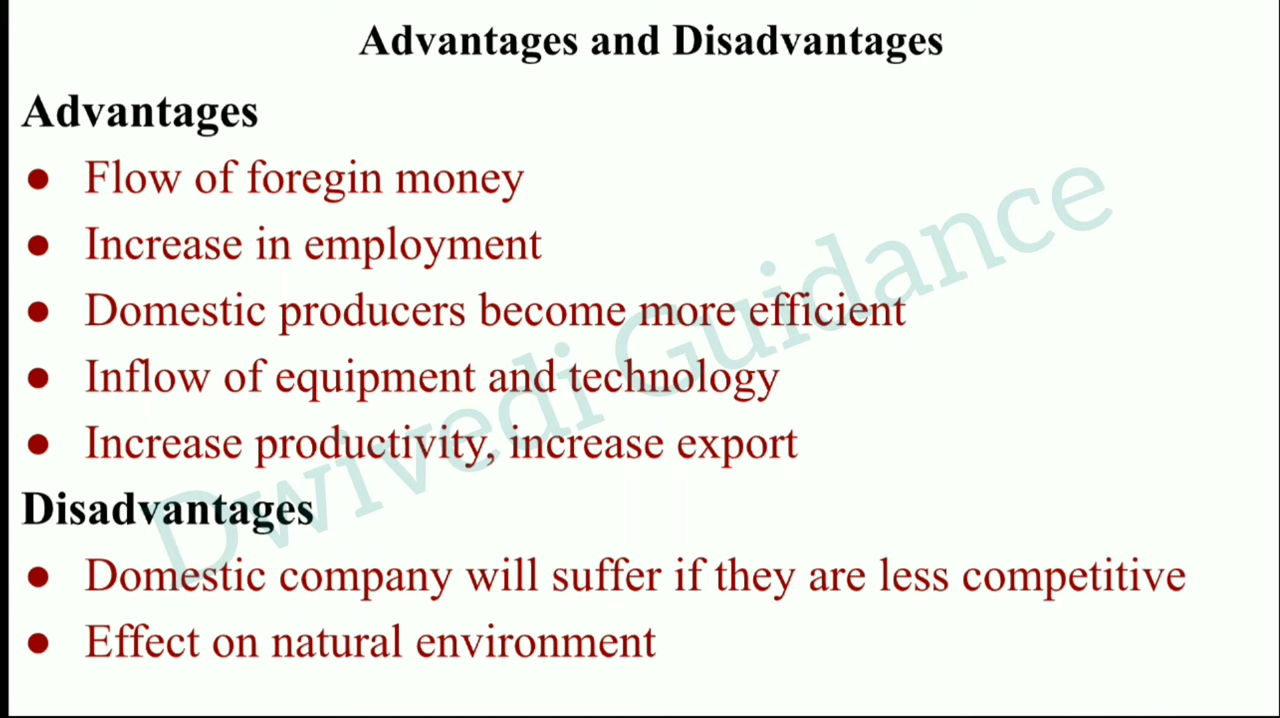 Advantages and Disadvantages
Advantages
● Flow of foregin money
● Increase in employment
● Domestic producers become more efficient
● Inflow of equipment and technology
● Increase productivity, increase export
Disadvantages
● Domestic company will suffer if they are less competitive
● Effect on natural environment
Dwivedi Guidance